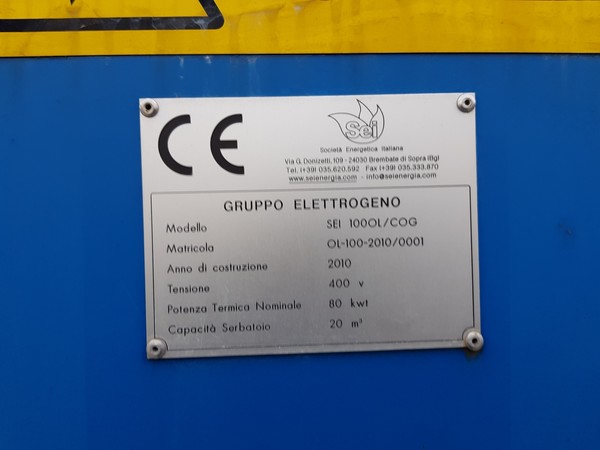 CE
sei
Società Energetica Italiana
Via G. Donizetti, 109 - 24030 Brembate di Sopra (Bg)
Tel. (+39) 035.620.592 Fax (+39) 035.333.870
www.seienergia.com - info@seienergia.com
GRUPPO ELETTROGENO
Modello SEI 100OL/COG
Matricola OL-100-2010/0001
Anno di costruzione 2010
Tensione 400 v
Potenza Termica Nominale 80 kwt
Capacità Serbatoio 20 m³